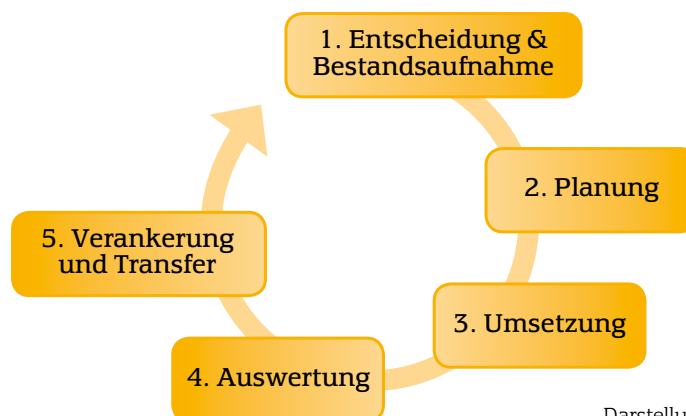 1. Entscheidung &
Bestandsaufnahme
2. Planung
3. Umsetzung
4. Auswertung
5. Verankerung
und Transfer